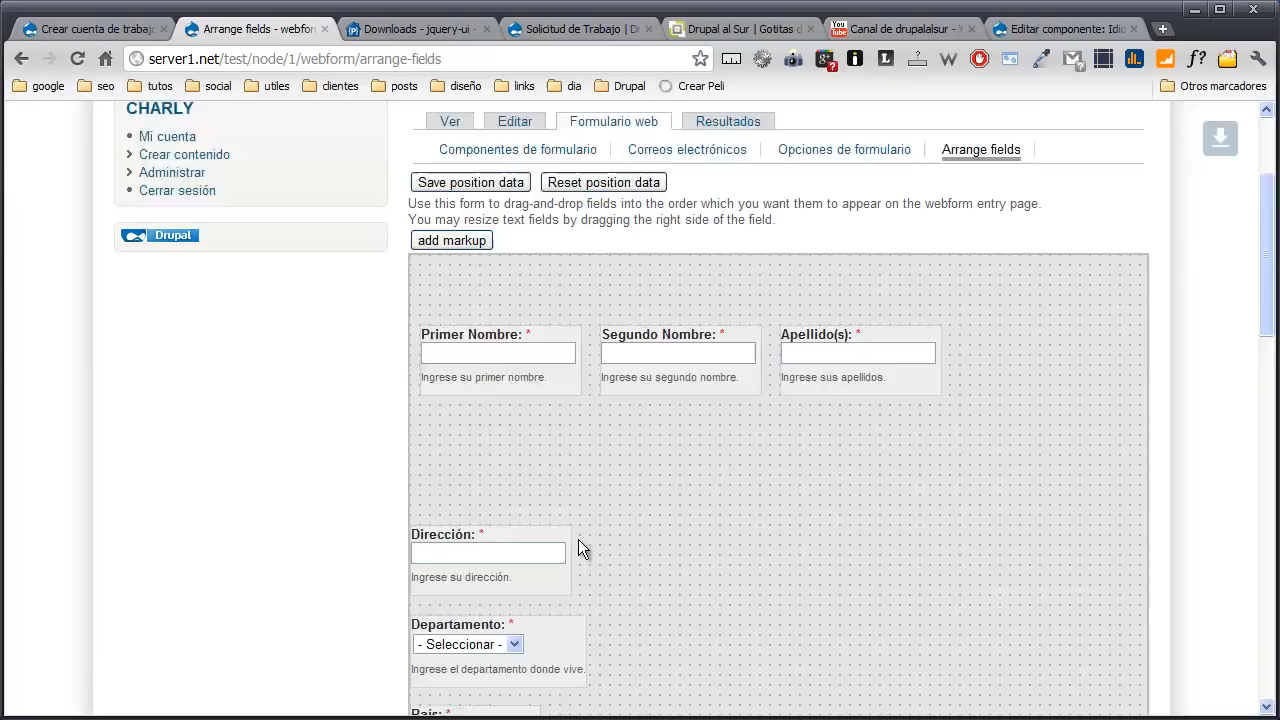 Crear cuenta de trabaj
Arrange fields - webfor
Downloads - jquery-ui -
Solicitud de Trabajo | D
Drupal al Sur | Gotitas d
Canal de drupalsur - Y
Editar componente: Idio
server1.net/test/node/1/webform/arrange-fields
google
seo
tutos
social
utiles
clientes
posts
diseño
links
dia
Drupal
Crear Peli
Otros marcadores
CHARLY
Mi cuenta
Crear contenido
Administrar
Cerrar sesión
Drupal
Ver
Editar
Formulario web
Resultados
Componentes de formulario
Correos electrónicos
Opciones de formulario
Arrange fields
Save position data
Reset position data
Use this form to drag-and-drop fields into the order which you want them to appear on the webform entry page.
You may resize text fields by dragging the right side of the field.
add markup
Primer Nombre: *
Ingrese su primer nombre.
Segundo Nombre: *
Ingrese su segundo nombre.
Apellido(s): *
Ingrese sus apellidos.
Dirección: *
Ingrese su dirección.
Departamento: *
- Seleccionar -
Ingrese el departamento donde vive.
País: *